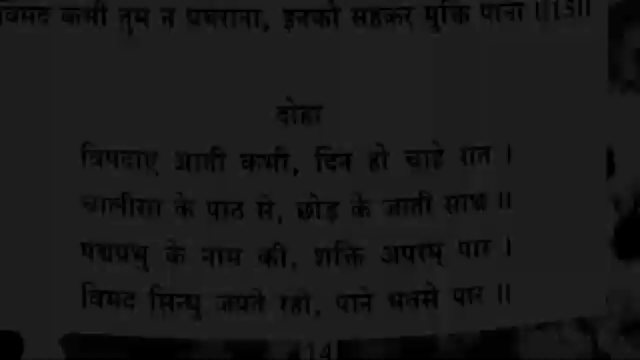 विमद कभी तुम न घबराना, इनको सहकर मुक्ति पाना ||15||
दोहा
विपदाए आती कभी, दिन हो चाहे रात ।
चालीसा के पाठ से, छोड़ के जाती साथ ॥
पद्मप्रभु के नाम की, शक्ति अपरम् पार ।
विमद सिन्धु जपते रहो, पाने भवसे पार ॥
14